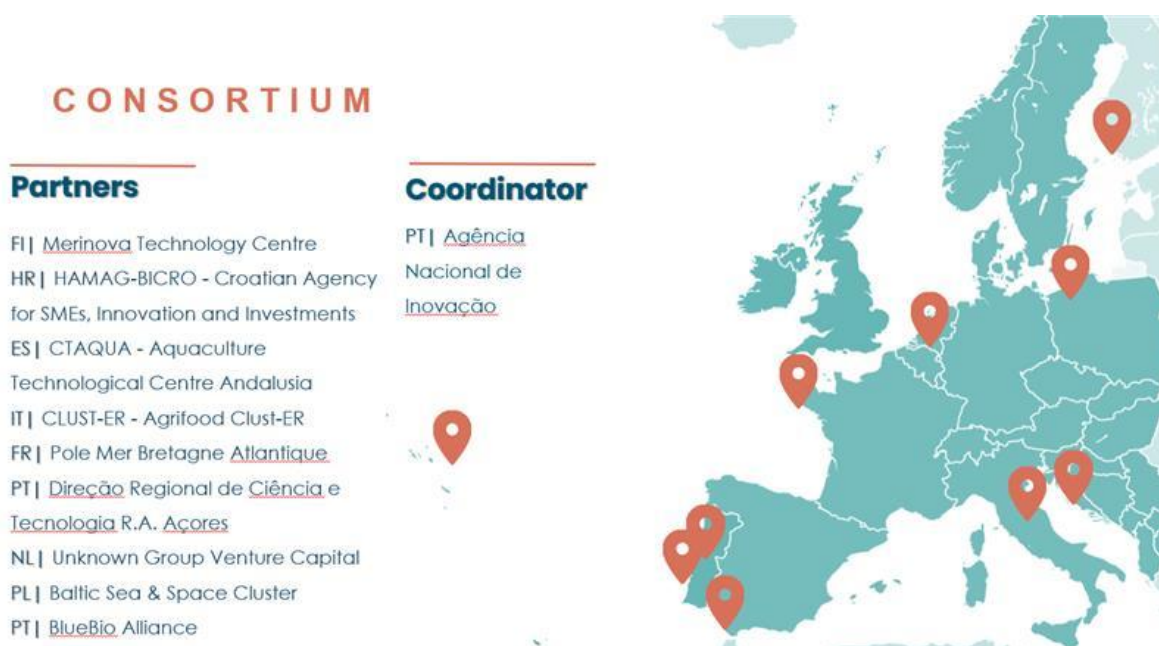 CONSORTIUM
Partners
FI| Merinova Technology Centre
HR| HAMAG-BICRO - Croatian Agency
for SMEs, Innovation and Investments
ES| CTAQUA - Aquaculture
Technological Centre Andalusia
IT| CLUST-ER - Agrifood Clust-ER
FR| Pole Mer Bretagne Atlantique
PT| Direção Regional de Ciência e
Tecnologia R.A. Açores
NL| Unknown Group Venture Capital
PL| Baltic Sea & Space Cluster
PT| BlueBio Alliance
Coordinator
PT| Agência
Nacional de
Inovação